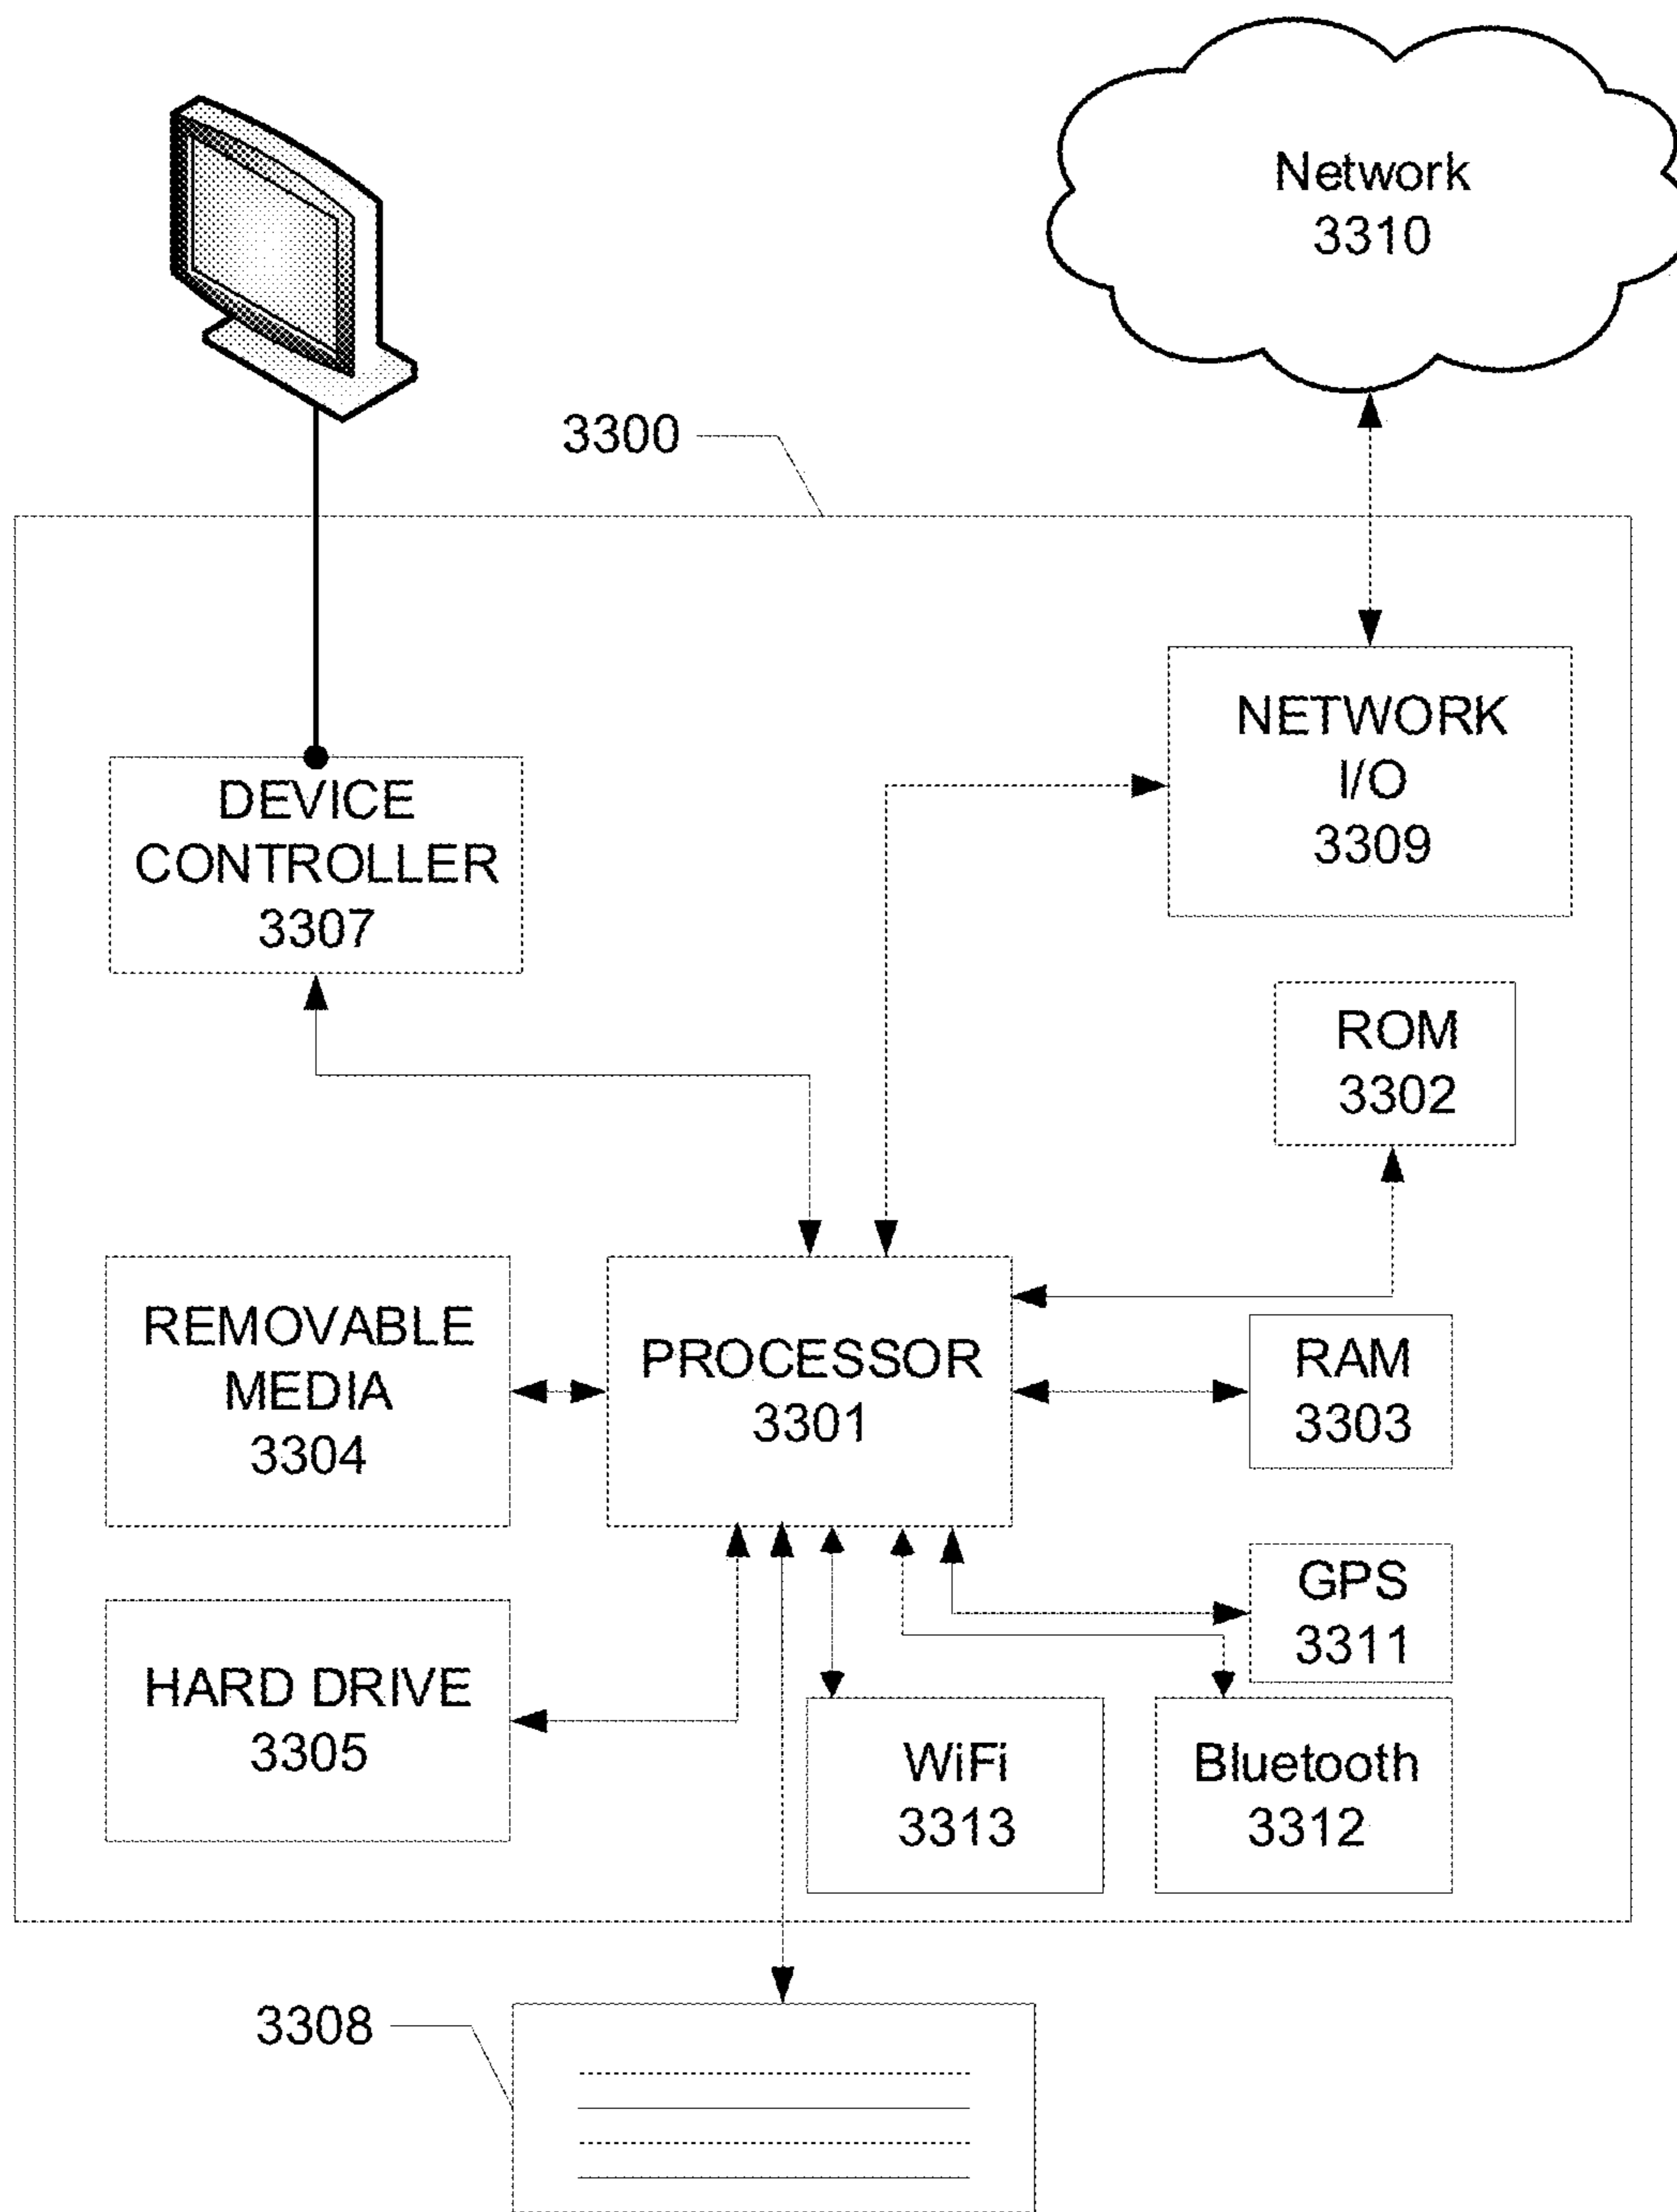 Network
3310
3300
NETWORK
I/O
3309
DEVICE
CONTROLLER
3307
ROM
3302
REMOVABLE
MEDIA
3304
PROCESSOR
3301
RAM
3303
GPS
3311
HARD DRIVE
3305
WiFi
3313
Bluetooth
3312
3308